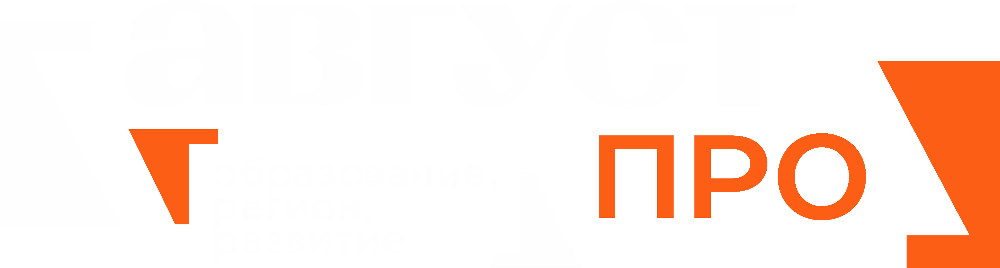 август
ПРО
образование,
регион,
развитие